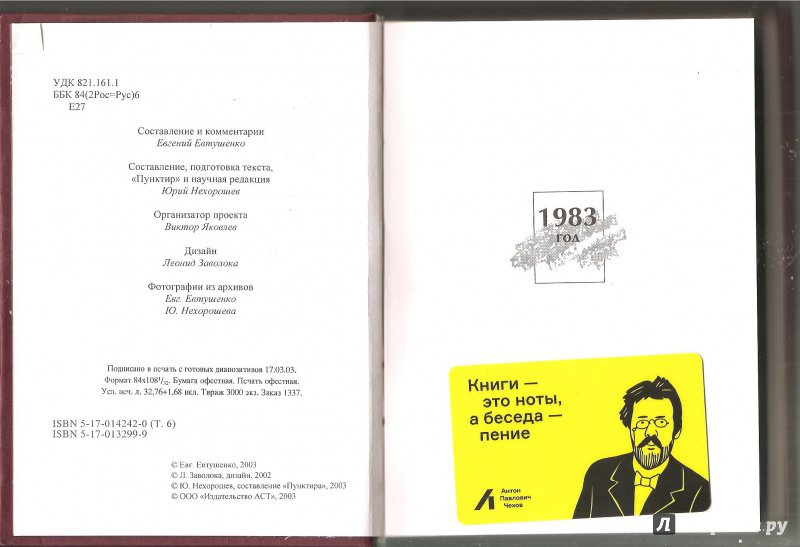 УДК 821.161.1
ББК 84(2Рос=Рус)6
Е27
Составление и комментарии
Евгений Евтушенко
Составление, подготовка текста,
«Пунктир» и научная редакция
Юрий Нехорошев
Организатор проекта
Виктор Яковлев
Дизайн
Леонид Заволока
Фотографии из архивов
Евг. Евтушенко
Ю. Нехорошева
Подписано в печать с готовых диапозитивов 17.03.03.
Формат 84х108¹/₃₂. Бумага офсетная. Печать офсетная.
Усл. печ. л. 32,76+1,68 вкл. Тираж 3000 экз. Заказ 1337.
ISBN 5-17-014242-0 (Т. 6)
ISBN 5-17-013299-9
© Евг. Евтушенко, 2003
© Л. Заволока, дизайн, 2002
© Ю. Нехорошев, составление «Пунктира», 2003
© ООО «Издательство АСТ», 2003
1983
ГОД
Книги —
это ноты,
а беседа —
пение
Антон
Павлович
Чехов